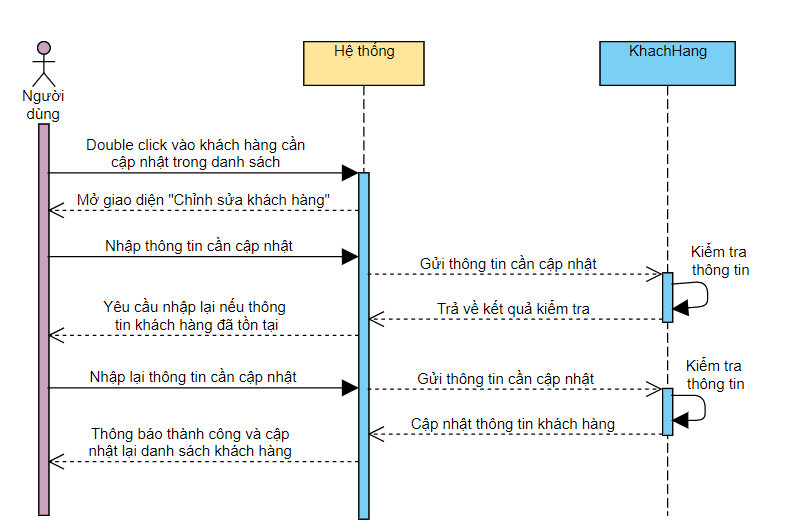 Hệ thống
KhachHang
Người
dùng
Double click vào khách hàng cần
cập nhật trong danh sách
Mở giao diện "Chỉnh sửa khách hàng"
Nhập thông tin cần cập nhật
Gửi thông tin cần cập nhật
Kiểm tra
thông tin
Trả về kết quả kiểm tra
Yêu cầu nhập lại nếu thông
tin khách hàng đã tồn tại
Nhập lại thông tin cần cập nhật
Gửi thông tin cần cập nhật
Kiểm tra
thông tin
Cập nhật thông tin khách hàng
Thông báo thành công và cập
nhật lại danh sách khách hàng